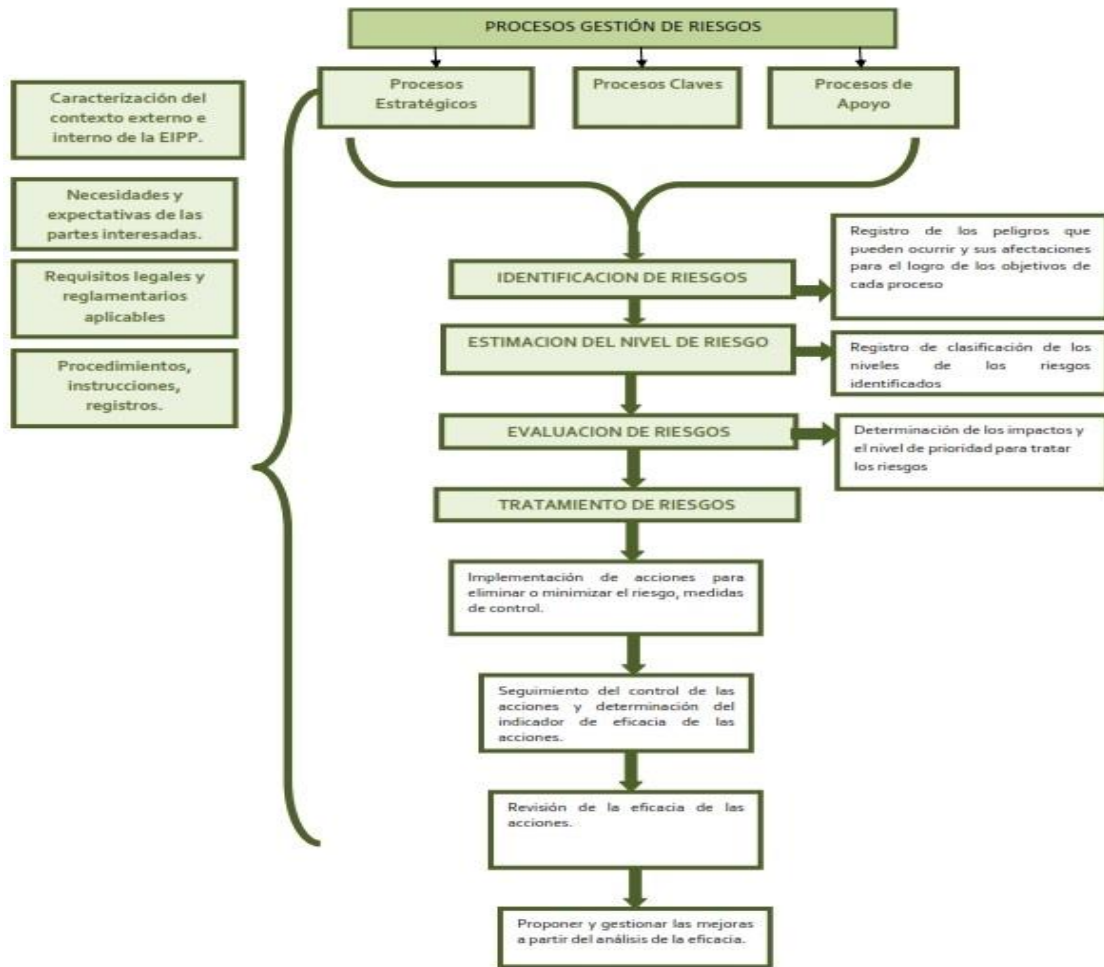 PROCESOS GESTIÓN DE RIESGOS
Procesos
Estratégicos
Procesos Claves
Procesos de
Apoyo
Caracterización del
contexto externo e
interno de la EIPP.
Necesidades y
expectativas de las
partes interesadas.
Requisitos legales y
reglamentarios
aplicables
Procedimientos,
instrucciones,
registros.
IDENTIFICACION DE RIESGOS
Registro de los peligros que
pueden ocurrir y sus afectaciones
para el logro de los objetivos de
cada proceso
ESTIMACION DEL NIVEL DE RIESGO
Registro de clasificación de los
niveles de los riesgos
identificados
EVALUACION DE RIESGOS
Determinación de los impactos y
el nivel de prioridad para tratar
los riesgos
TRATAMIENTO DE RIESGOS
Implementación de acciones para
eliminar o minimizar el riesgo, medidas
de control.
Seguimiento del control de las
acciones y determinación del
indicador de eficacia de las
acciones.
Revisión de la eficacia de las
acciones.
Proponer y gestionar las mejoras
a partir del análisis de la eficacia.